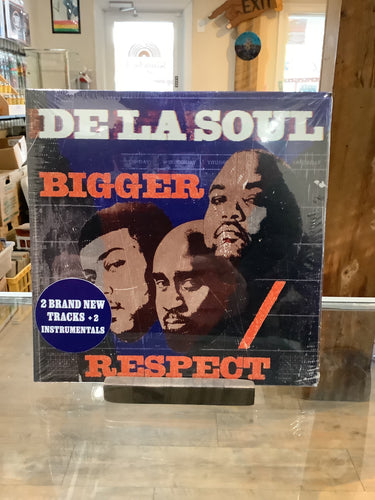 EXIT
DE LA SOUL
BIGGER
2 BRAND NEW
TRACKS + 2
INSTRUMENTALS
/
RESPECT